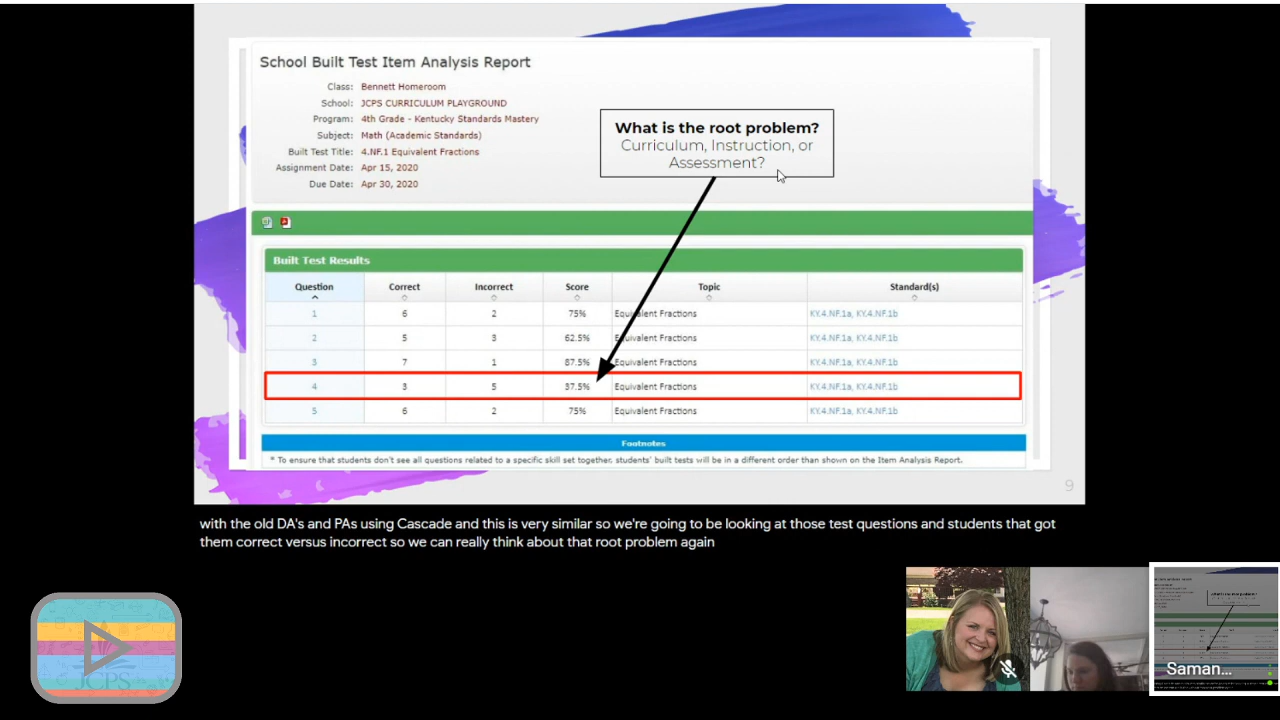 School Built Test Item Analysis Report
Class: Bennett Homeroom
School: JCPS CURRICULUM PLAYGROUND
Program: 4th Grade - Kentucky Standards Mastery
Subject: Math (Academic Standards)
Built Test Title: 4.NF.1 Equivalent Fractions
Assignment Date: Apr 15, 2020
Due Date: Apr 30, 2020
What is the root problem?
Curriculum, Instruction, or
Assessment?
Built Test Results
Question Correct Incorrect Score Topic Standard(s)
1 6 2 75% Equivalent Fractions KY.4.NF.1a, KY.4.NF.1b
2 5 3 62.5% Equivalent Fractions KY.4.NF.1a, KY.4.NF.1b
3 7 1 87.5% Equivalent Fractions KY.4.NF.1a, KY.4.NF.1b
4 3 5 37.5% Equivalent Fractions KY.4.NF.1a, KY.4.NF.1b
5 6 2 75% Equivalent Fractions KY.4.NF.1a, KY.4.NF.1b
Footnotes
* To ensure that students don't see all questions related to a specific skill set together, students' built tests will be in a different order than shown on the Item Analysis Report.
9
with the old DA's and PAs using Cascade and this is very similar so we're going to be looking at those test questions and students that got
them correct versus incorrect so we can really think about that root problem again
JCPS
Saman...